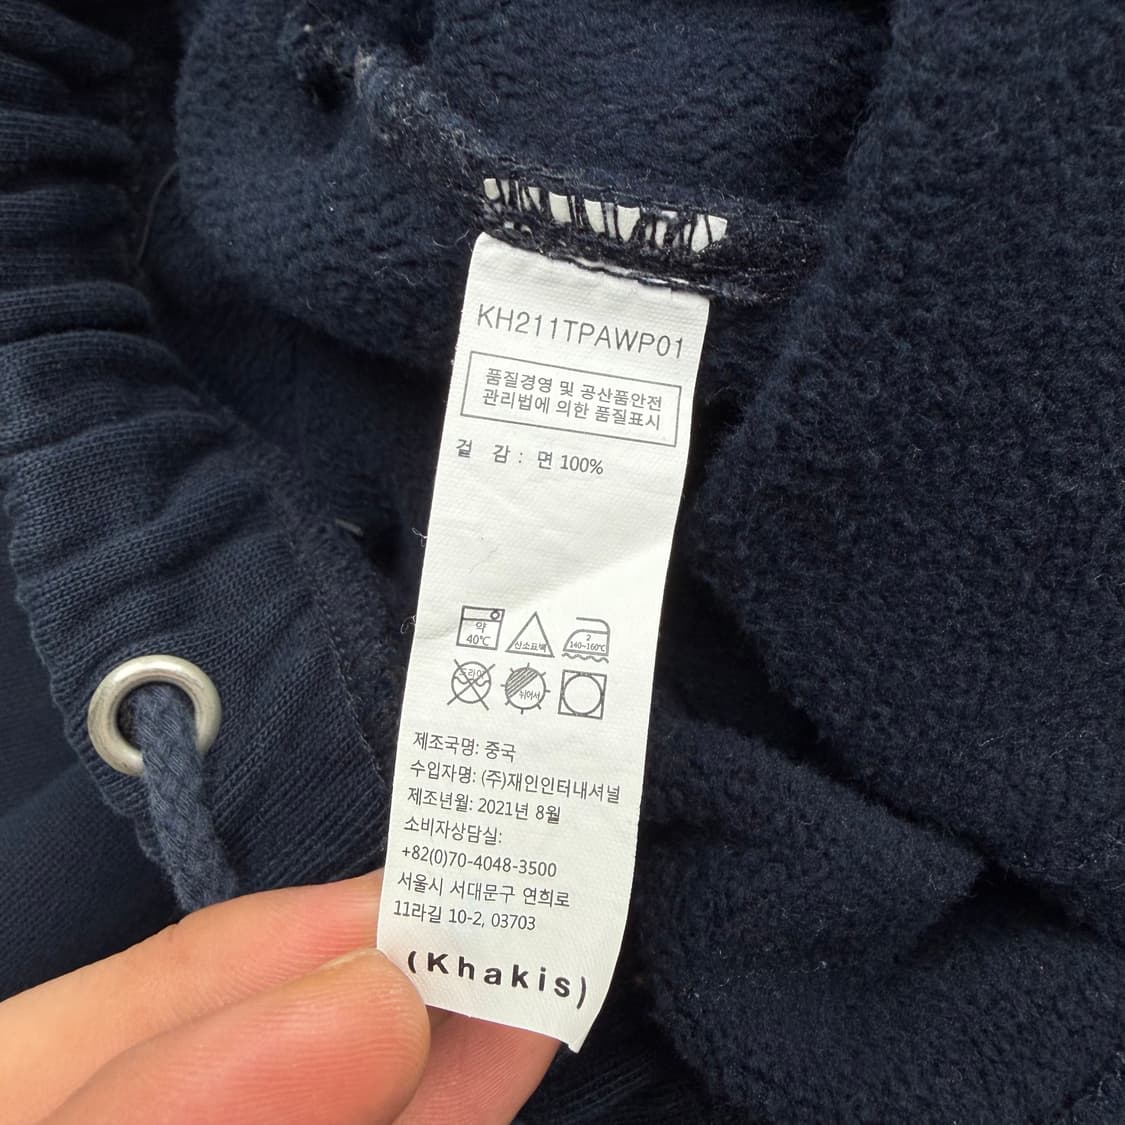 KH211TPAWP01
품질경영 및 공산품안전
관리법에 의한 품질표시
겉 감 : 면 100%
약
40℃
산소표백
2
140~160℃
드라이
뉘어서
제조국명: 중국
수입자명: (주)재인인터내셔널
제조년월: 2021년 8월
소비자상담실:
+82(0)70-4048-3500
서울시 서대문구 연희로
11라길 10-2, 03703
(Khakis)